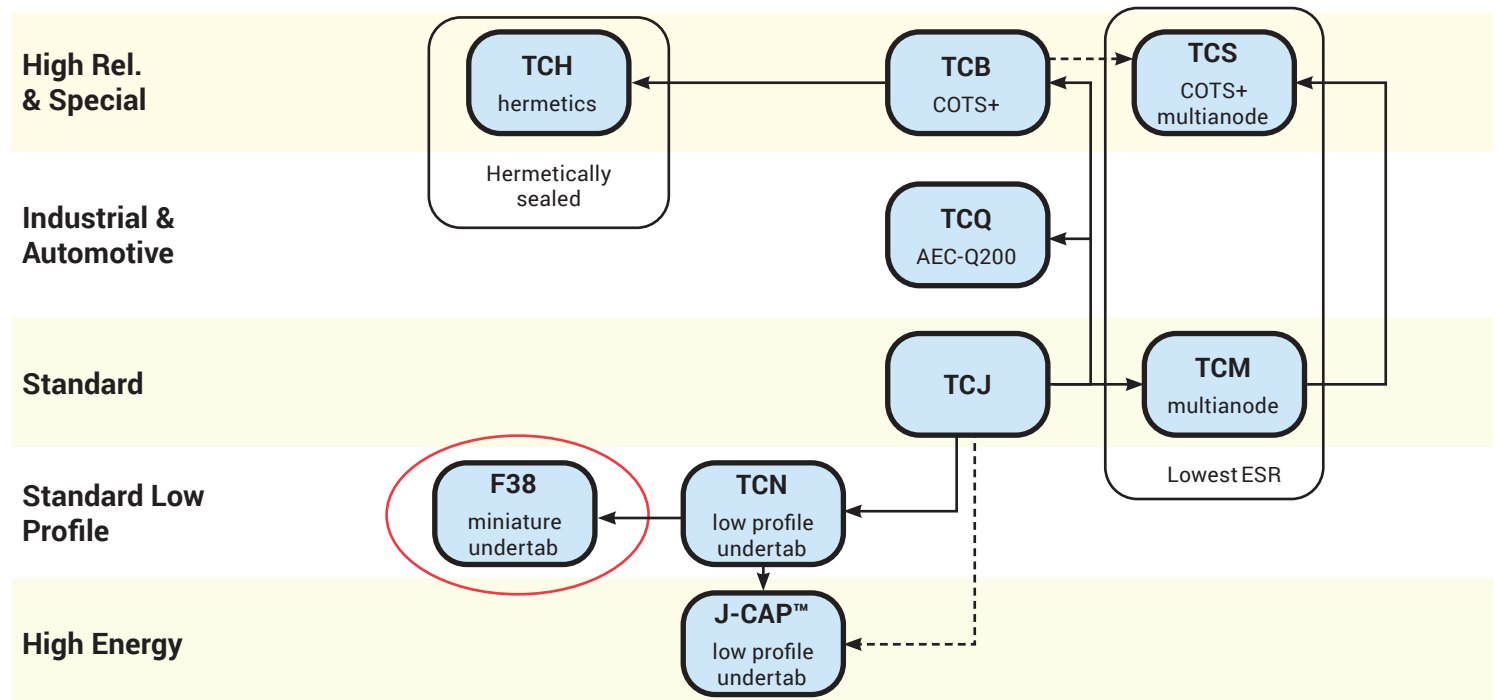 High Rel.
& Special
TCH
hermetics
Hermetically
sealed
TCB
COTS+
TCS
COTS+
multianode
Industrial &
Automotive
TCQ
AEC-Q200
Standard
TCJ
TCM
multianode
Lowest ESR
Standard Low
Profile
F38
miniature
undertab
TCN
low profile
undertab
High Energy
J-CAP™
low profile
undertab